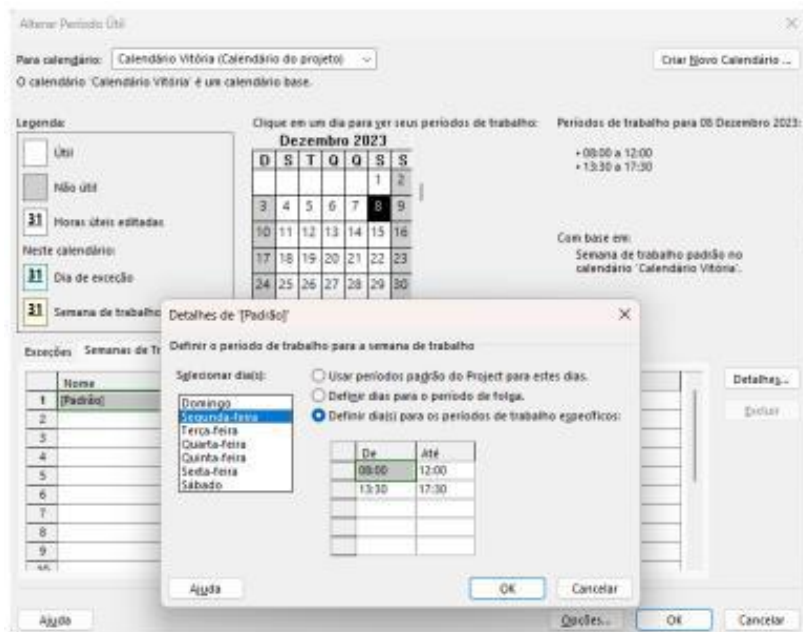 Alterar Período Útil
Para calendário: Calendário Vitória (Calendário do projeto)
Criar Novo Calendário ...
O calendário 'Calendário Vitória' é um calendário base.
Legenda:
Útil
Não útil
31 Horas úteis editadas
Neste calendário:
31 Dia de exceção
31 Semana de trabalho
Clique em um dia para ver seus períodos de trabalho:
Dezembro 2023
D S T Q Q S S
1 2
3 4 5 6 7 8 9
10 11 12 13 14 15 16
17 18 19 20 21 22 23
24 25 26 27 28 29 30
Períodos de trabalho para 08 Dezembro 2023:
• 08:00 a 12:00
• 13:30 a 17:30
Com base em:
Semana de trabalho padrão no
calendário 'Calendário Vitória'.
Exceções Semanas de Tr
Nome
1 [Padrão]
2
3
4
5
6
7
8
9
Detalhes...
Excluir
Detalhes de '[Padrão]'
Definir o período de trabalho para a semana de trabalho
Selecionar dia(s):
Domingo
Segunda-feira
Terça-feira
Quarta-feira
Quinta-feira
Sexta-feira
Sábado
Usar períodos padrão do Project para estes dias.
Definir dias para o período de folga.
Definir dia(s) para os períodos de trabalho específicos:
De Até
08:00 12:00
13:30 17:30
Ajuda
OK
Cancelar
Ajuda
Opções...
OK
Cancelar